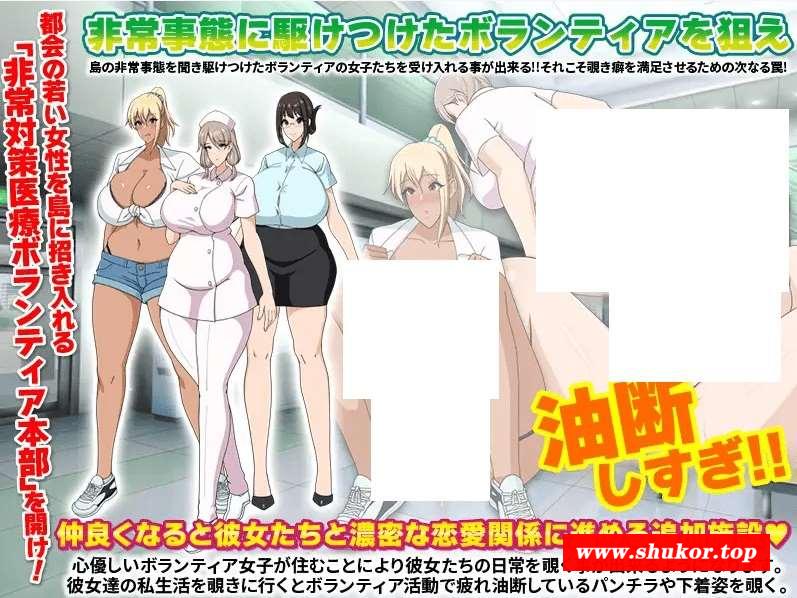 非常事態に駆けつけたボランティアを狙え
島の非常事態を聞き駆けつけたボランティアの女子たちを受け入れる事が出来る!!それこそ覗き癖を満足させるための次なる罠!
都会の若い女性を島に招き入れる
「非常対策医療ボランティア本部」を開け!
油断
しすぎ!!
仲良くなると彼女たちと濃密な恋愛関係に進める追加施設♥
www.shukor.top
心優しいボランティア女子が住むことにより彼女たちの日常を覗
す。
彼女達の私生活を覗きに行くとボランティア活動で疲れ油断しているパンチラや下着姿を覗く。